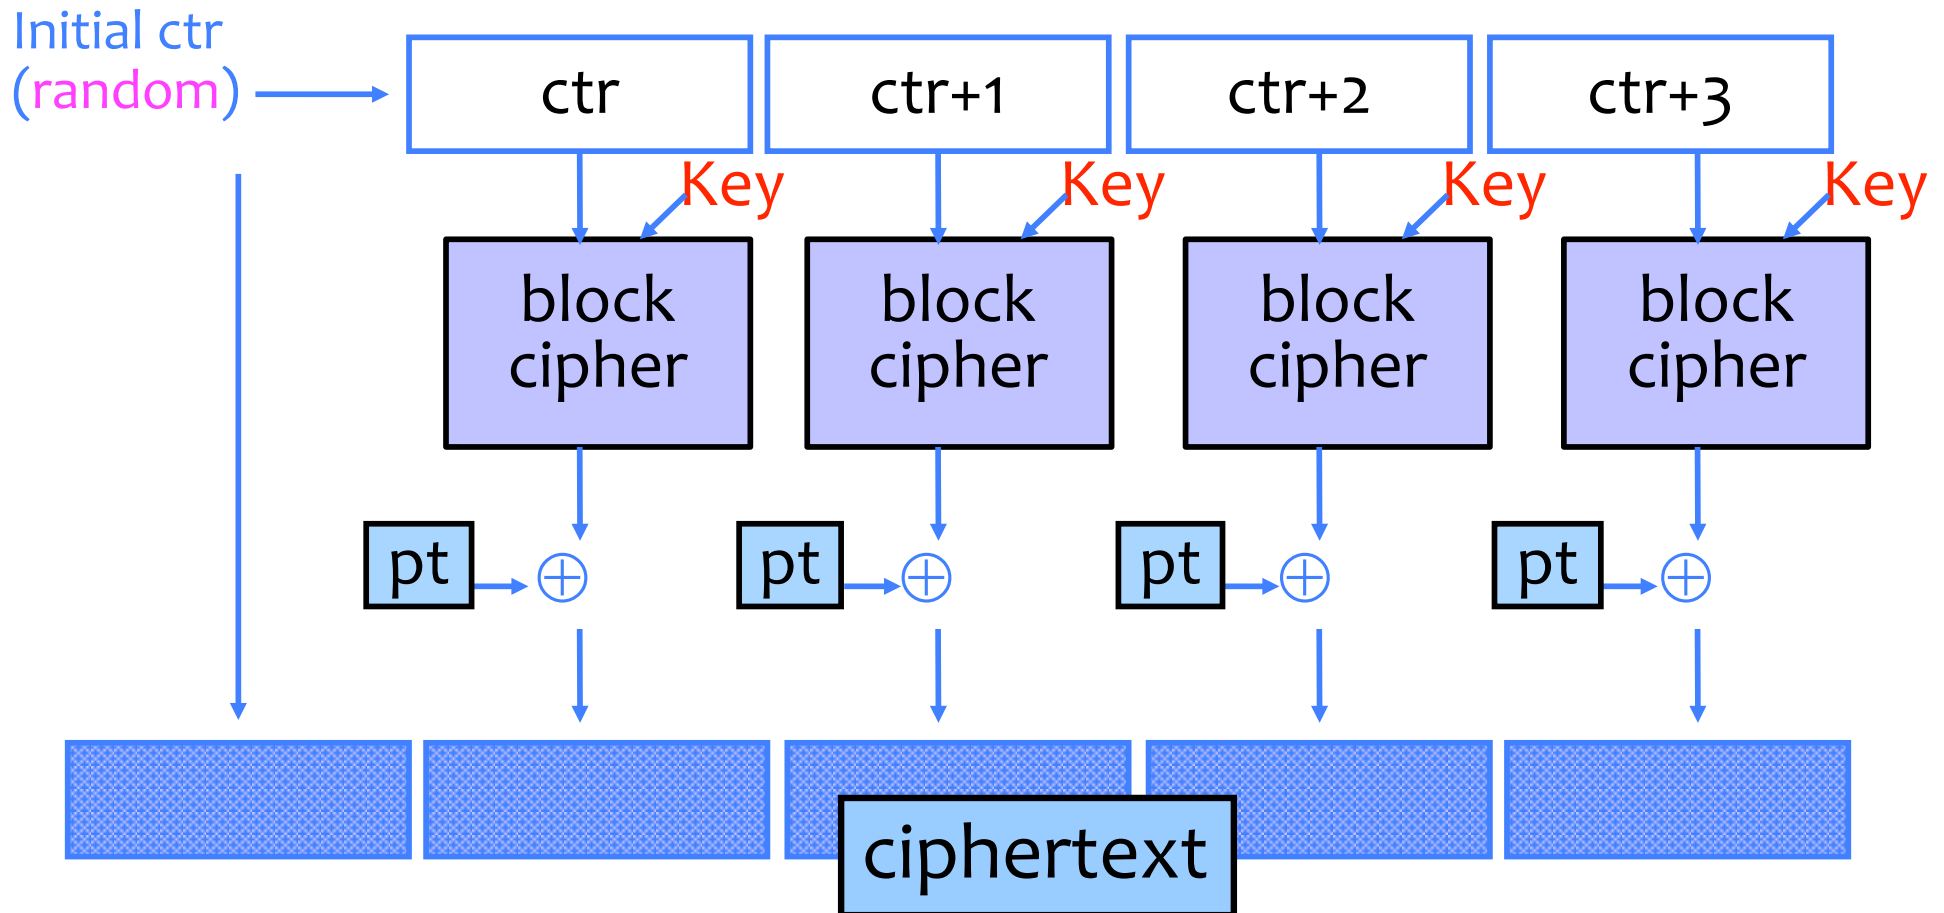 Initial ctr
(random)
ctr
ctr+1
ctr+2
ctr+3
Key
Key
Key
Key
block
cipher
block
cipher
block
cipher
block
cipher
pt
pt
pt
pt
ciphertext